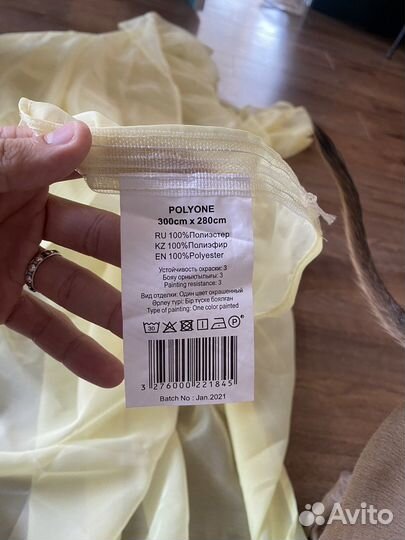 POLYONE
300cm x 280cm
RU 100%Полиэстер
KZ 100%Полиэфир
EN 100%Polyester
Устойчивость окраски: 3
Бояу орнықтылығы: 3
Painting resistance: 3
Вид отделки: Один цвет окрашенный
Өрлеу түрі: Бір түске боялған
Type of painting: One color painted
30
P
3 276000 221845
Batch No : Jan.2021
Avito